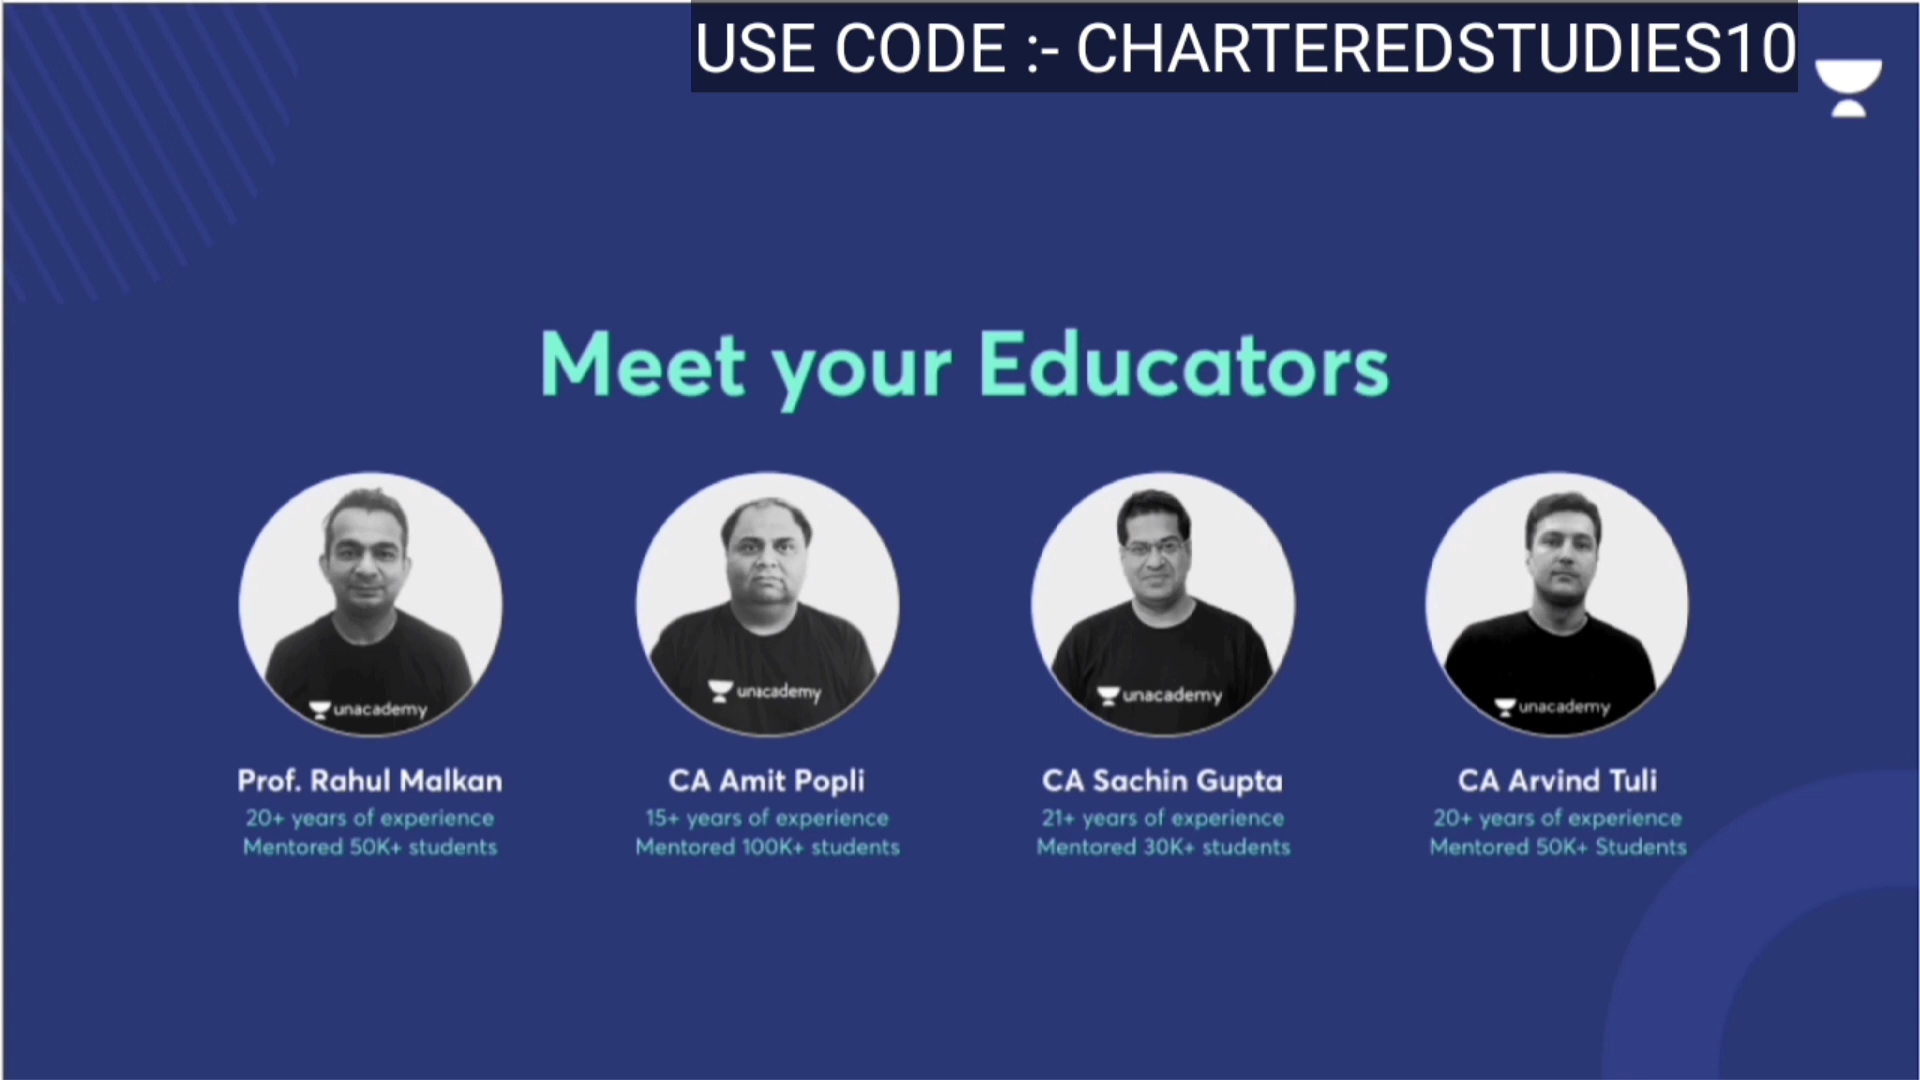 USE CODE :- CHARTEREDSTUDIES10
Meet your Educators
unacademy
unacademy
unacademy
unacademy
Prof. Rahul Malkan
20+ years of experience
Mentored 50K+ students
CA Amit Popli
15+ years of experience
Mentored 100K+ students
CA Sachin Gupta
21+ years of experience
Mentored 30K+ students
CA Arvind Tuli
20+ years of experience
Mentored 50K+ Students